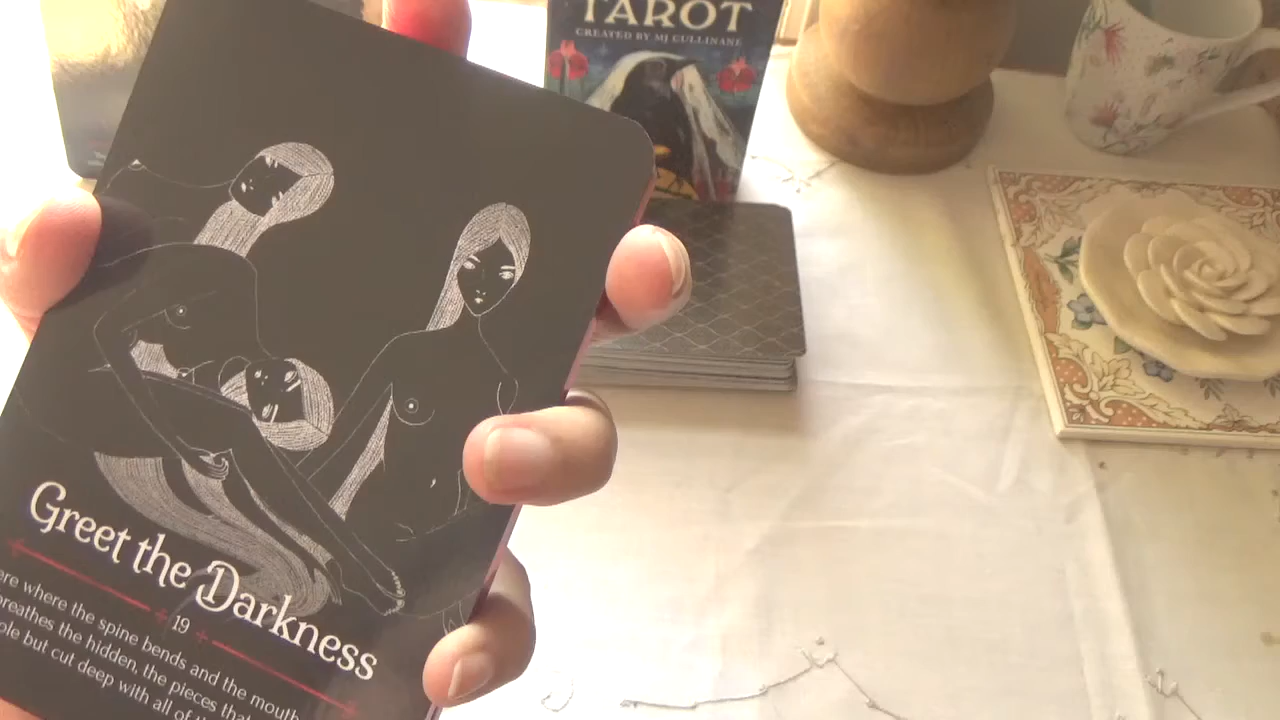 TAROT
CREATED BY MJ CULLINANE
Greet the Darkness
19
ere where the spine bends and the mouth
breathes the hidden, the pieces that
ple but cut deep with all of